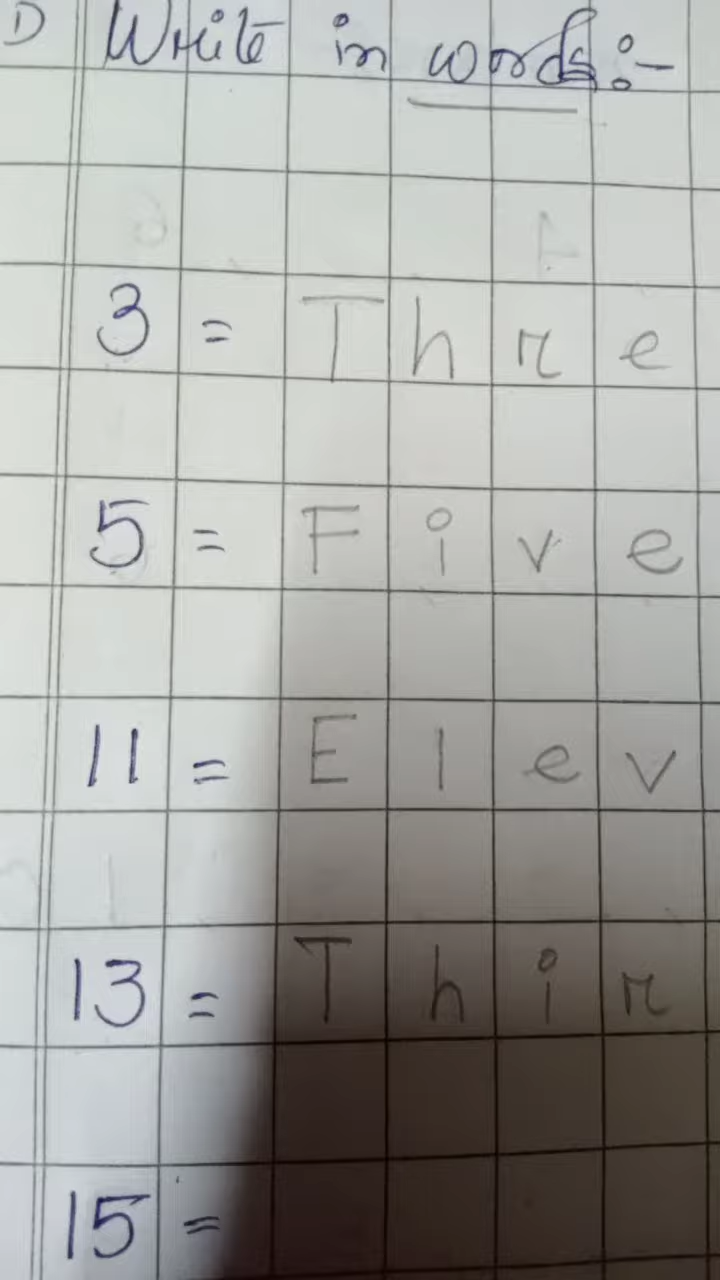 D Write in words :-
3 = Thre
5 = Five
11 = Elev
13 = Thir
15 =